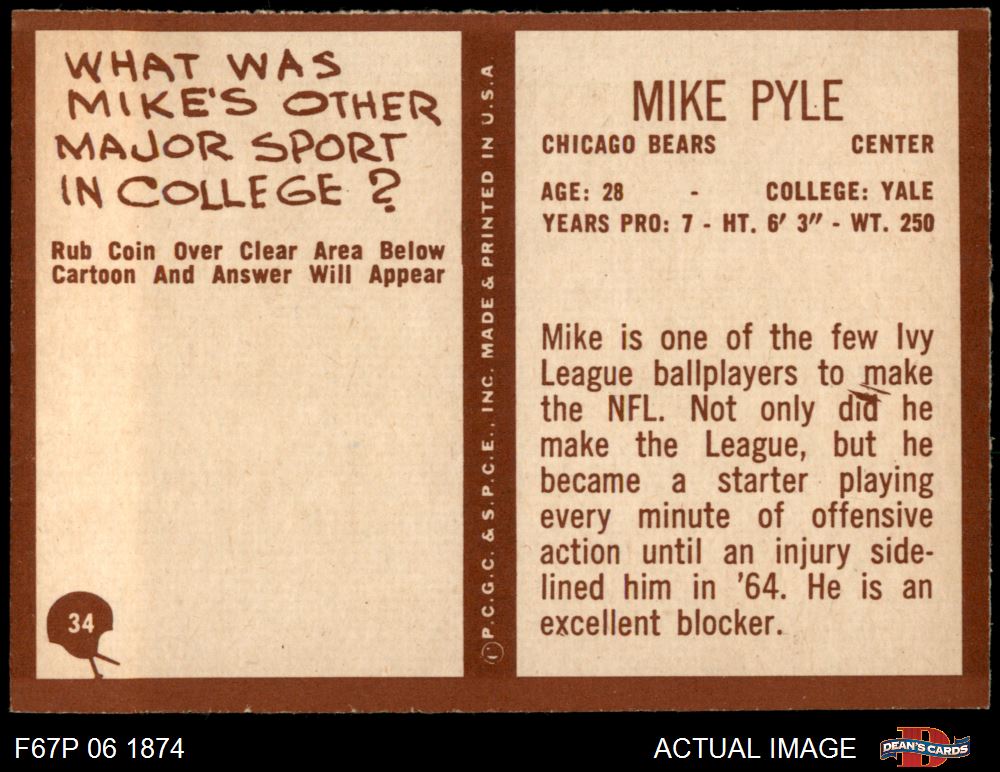 WHAT WAS
MIKE'S OTHER
MAJOR SPORT
IN COLLEGE?
Rub Coin Over Clear Area Below
Cartoon And Answer Will Appear
34
©P.C.G.C. & S.P.C.E., INC. MADE & PRINTED IN U.S.A
MIKE PYLE
CHICAGO BEARS CENTER
AGE: 28 - COLLEGE: YALE
YEARS PRO: 7 - HT. 6' 3" - WT. 250
Mike is one of the few Ivy
League ballplayers to make
the NFL. Not only did he
make the League, but he
became a starter playing
every minute of offensive
action until an injury side-
lined him in '64. He is an
excellent blocker.
F67P 06 1874
ACTUAL IMAGE
D
DEAN'S CARDS